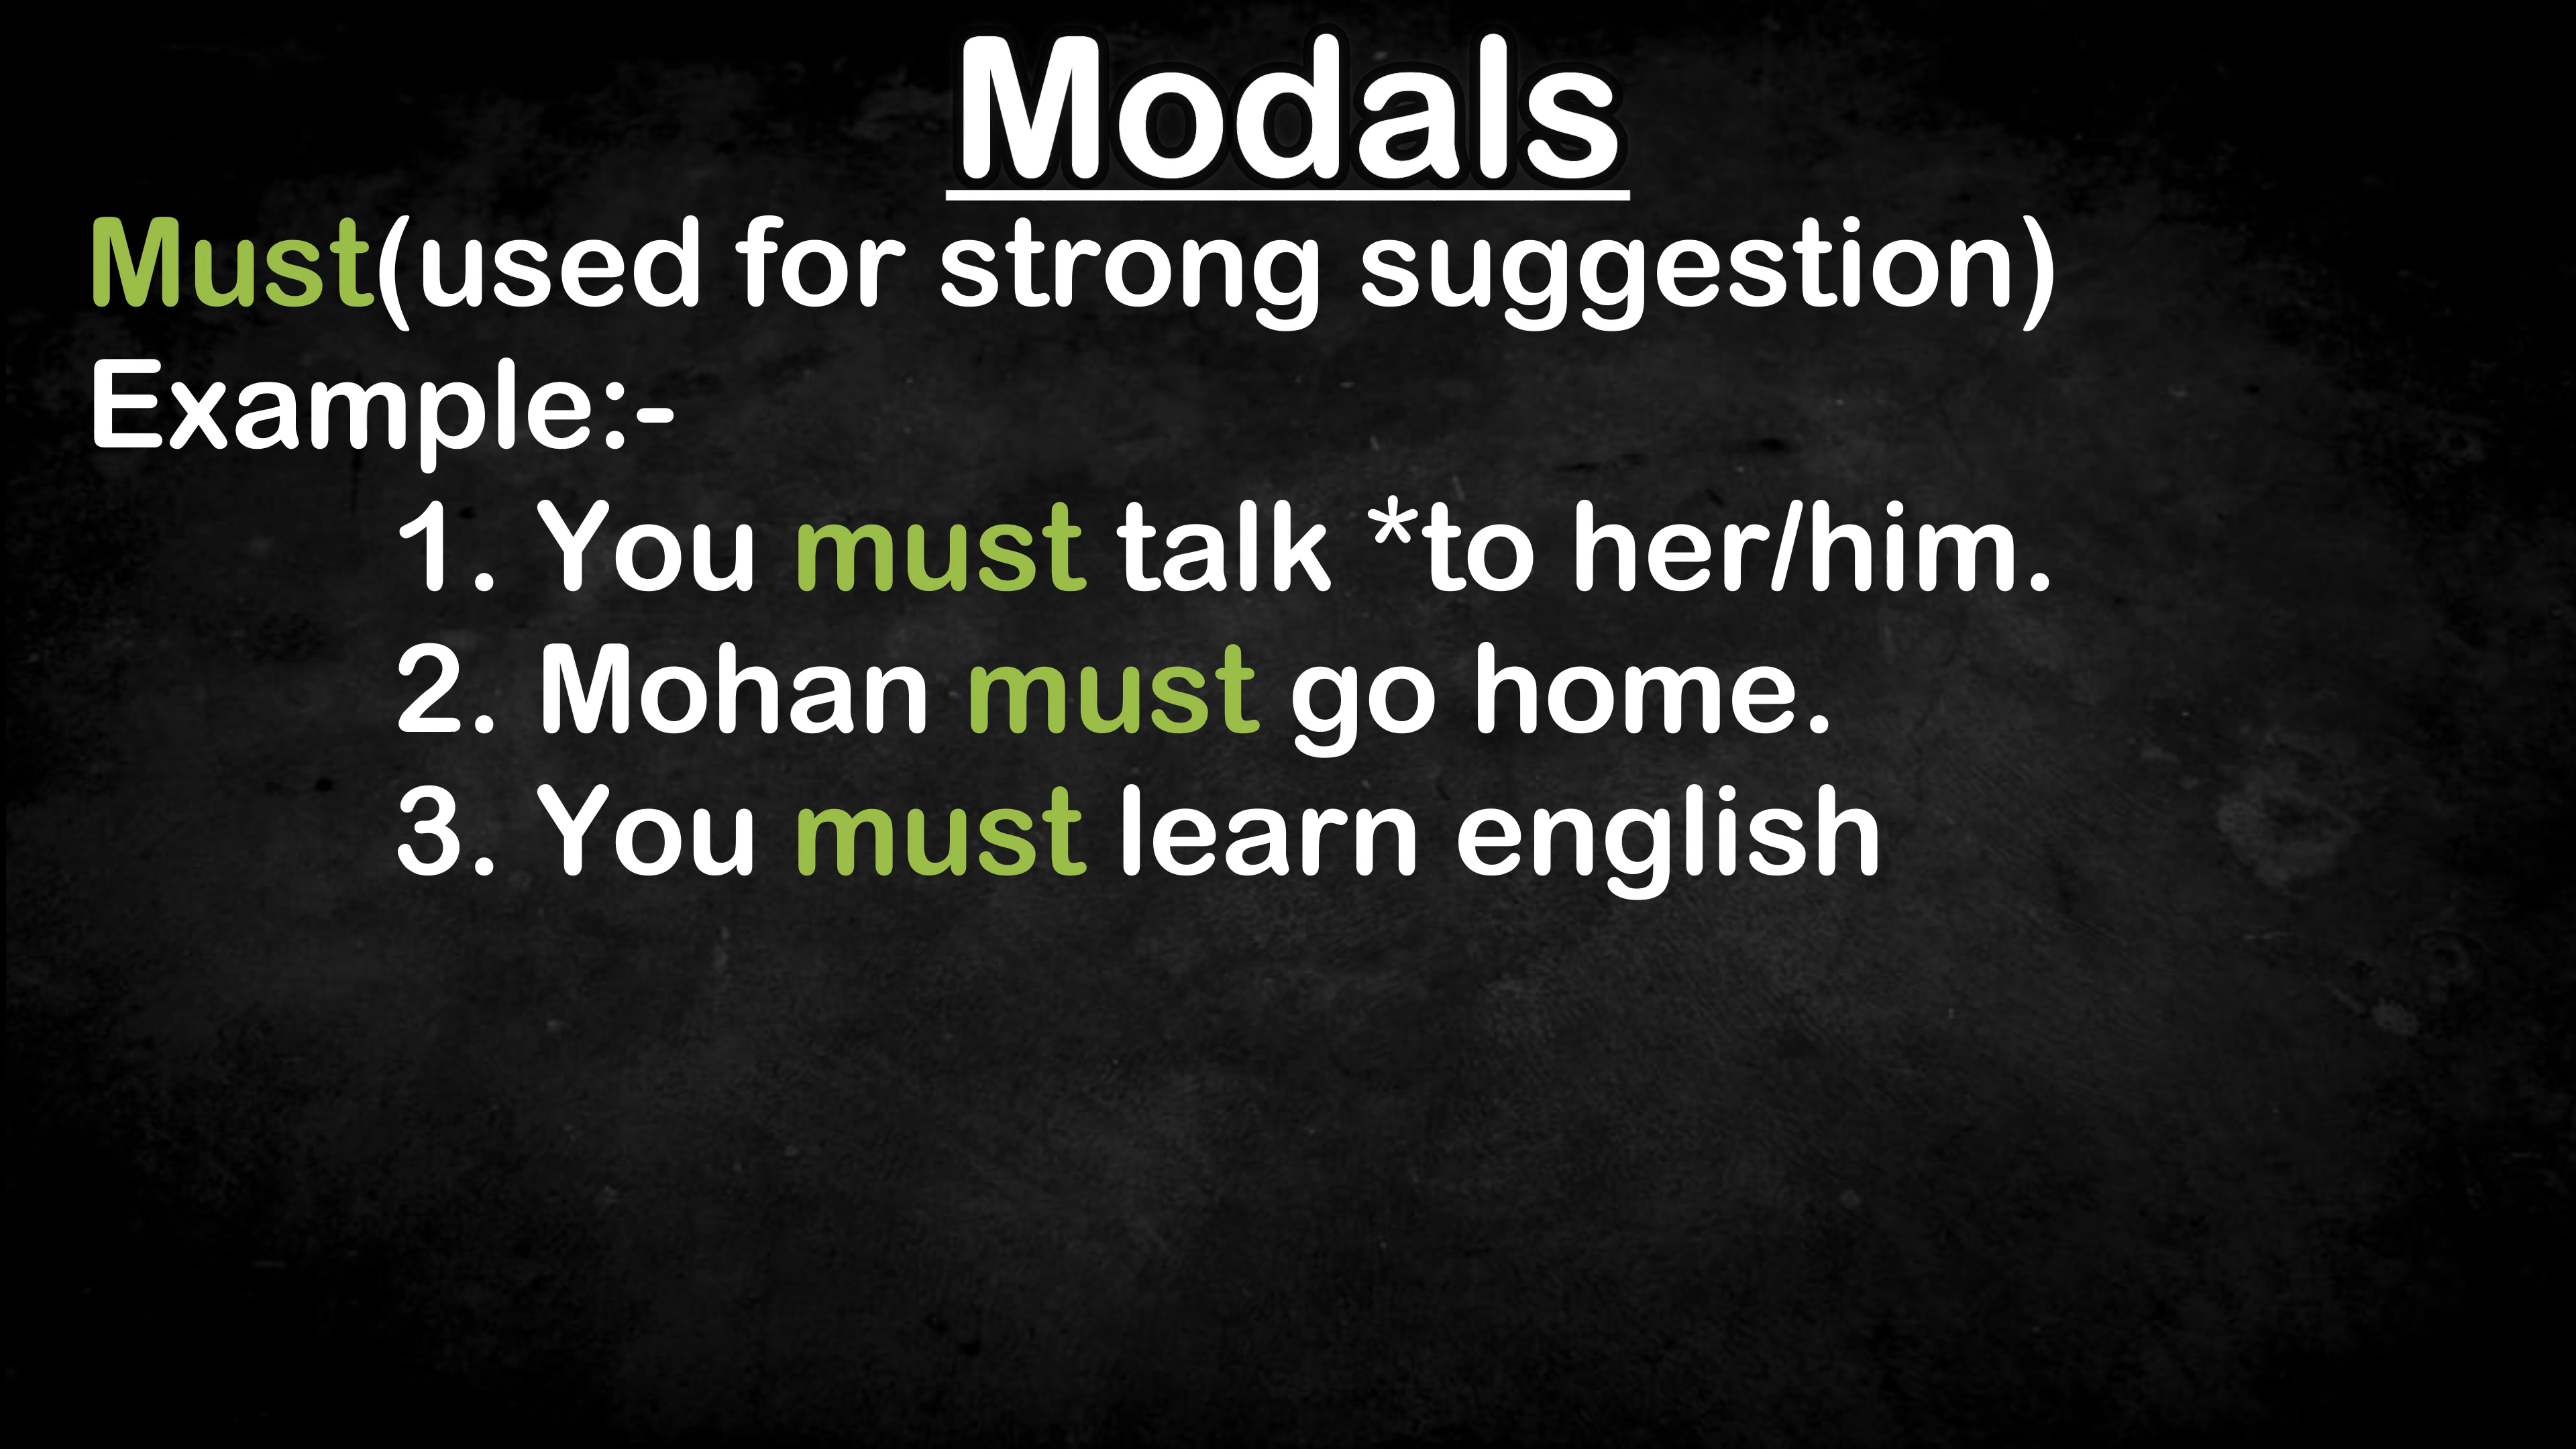 Modals
Must(used for strong suggestion)
Example:-
1. You must talk *to her/him.
2. Mohan must go home.
3. You must learn english